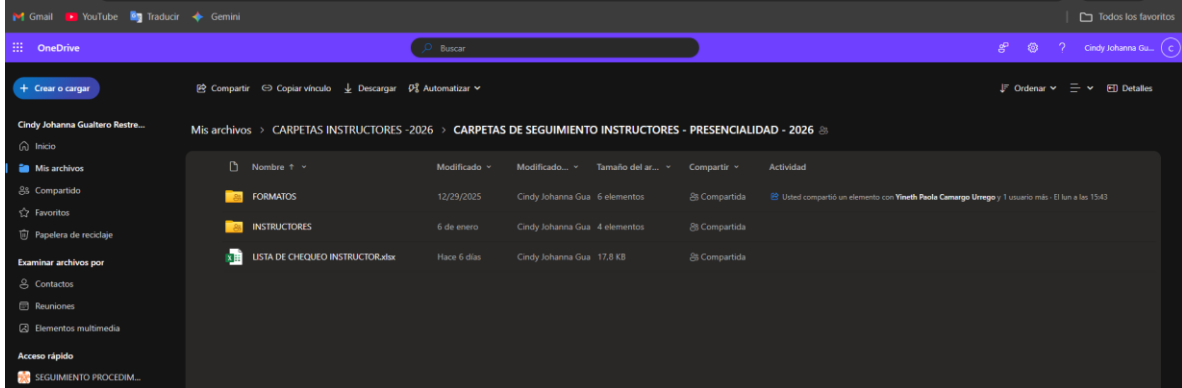 Gmail YouTube Traducir Gemini Todos los favoritos
OneDrive Buscar Cindy Johanna Gu... C
+ Crear o cargar Compartir Copiar vínculo Descargar Automatizar Ordenar Detalles
Cindy Johanna Gualtero Restre...
Mis archivos > CARPETAS INSTRUCTORES -2026 > CARPETAS DE SEGUIMIENTO INSTRUCTORES - PRESENCIALIDAD - 2026
Inicio
Mis archivos
Compartido
Favoritos
Papelera de reciclaje
Examinar archivos por
Contactos
Reuniones
Elementos multimedia
Acceso rápido
SEGUIMIENTO PROCEDIM...
Nombre ↑ Modificado Modificado... Tamaño del ar... Compartir Actividad
FORMATOS 12/29/2025 Cindy Johanna Gua 6 elementos Compartida Usted compartió un elemento con Yineth Paola Camargo Urrego y 1 usuario más - El lun a las 15:43
INSTRUCTORES 6 de enero Cindy Johanna Gua 4 elementos Compartida
LISTA DE CHEQUEO INSTRUCTOR.xlsx Hace 6 días Cindy Johanna Gua 17,8 KB Compartida